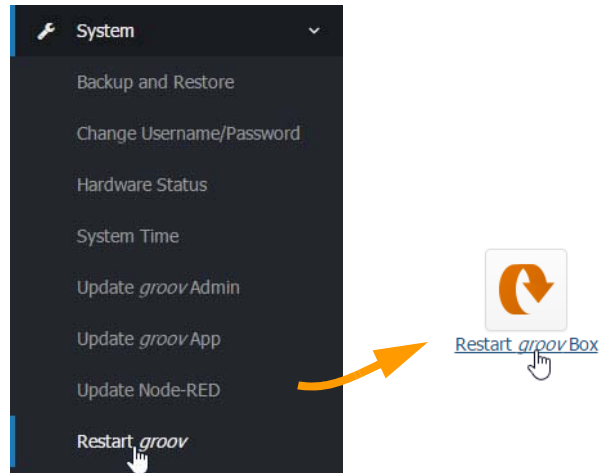 System
Backup and Restore
Change Username/Password
Hardware Status
System Time
Update groov Admin
Update groov App
Update Node-RED
Restart groov
Restart groov Box